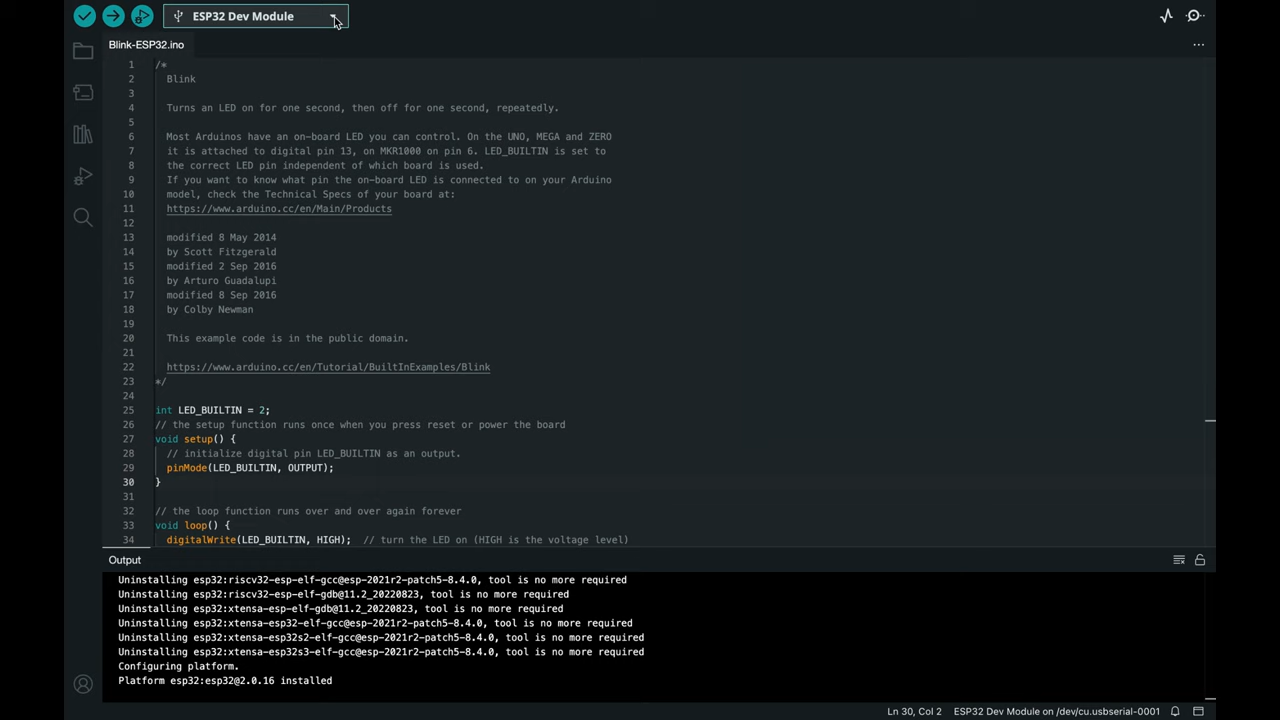 ESP32 Dev Module
Blink-ESP32.ino
1 /*
2 Blink
3
4 Turns an LED on for one second, then off for one second, repeatedly.
5
6 Most Arduinos have an on-board LED you can control. On the UNO, MEGA and ZERO
7 it is attached to digital pin 13, on MKR1000 on pin 6. LED_BUILTIN is set to
8 the correct LED pin independent of which board is used.
9 If you want to know what pin the on-board LED is connected to on your Arduino
10 model, check the Technical Specs of your board at:
11 https://www.arduino.cc/en/Main/Products
12
13 modified 8 May 2014
14 by Scott Fitzgerald
15 modified 2 Sep 2016
16 by Arturo Guadalupi
17 modified 8 Sep 2016
18 by Colby Newman
19
20 This example code is in the public domain.
21
22 https://www.arduino.cc/en/Tutorial/BuiltInExamples/Blink
23 */
24
25 int LED_BUILTIN = 2;
26 // the setup function runs once when you press reset or power the board
27 void setup() {
28 // initialize digital pin LED_BUILTIN as an output.
29 pinMode(LED_BUILTIN, OUTPUT);
30 }
31
32 // the loop function runs over and over again forever
33 void loop() {
34 digitalWrite(LED_BUILTIN, HIGH); // turn the LED on (HIGH is the voltage level)
Output
Uninstalling esp32:riscv32-esp-elf-gcc@esp-2021r2-patch5-8.4.0, tool is no more required
Uninstalling esp32:riscv32-esp-elf-gdb@11.2_20220823, tool is no more required
Uninstalling esp32:xtensa-esp-elf-gdb@11.2_20220823, tool is no more required
Uninstalling esp32:xtensa-esp32-elf-gcc@esp-2021r2-patch5-8.4.0, tool is no more required
Uninstalling esp32:xtensa-esp32s2-elf-gcc@esp-2021r2-patch5-8.4.0, tool is no more required
Uninstalling esp32:xtensa-esp32s3-elf-gcc@esp-2021r2-patch5-8.4.0, tool is no more required
Configuring platform.
Platform esp32:esp32@2.0.16 installed
Ln 30, Col 2 ESP32 Dev Module on /dev/cu.usbserial-0001